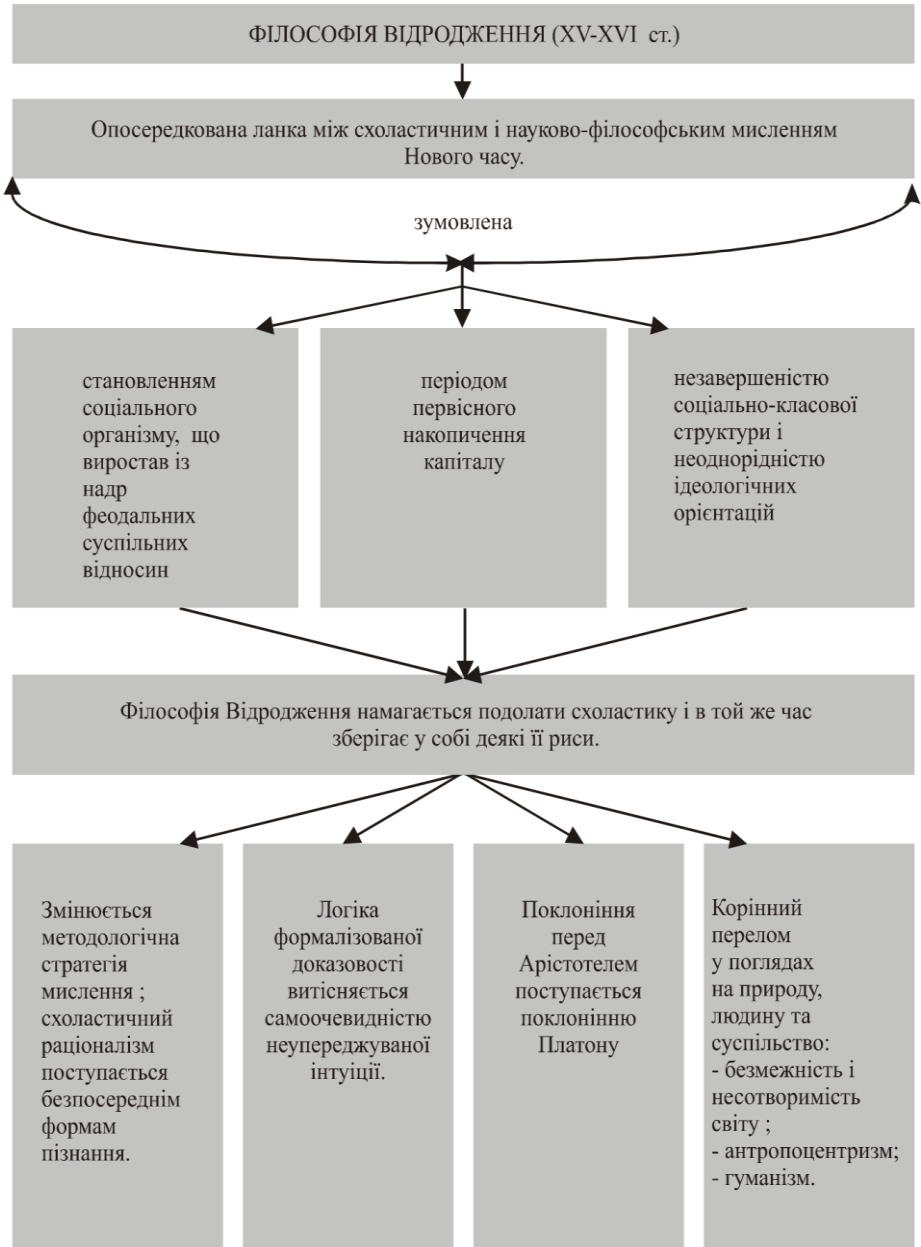 ФІЛОСОФІЯ ВІДРОДЖЕННЯ (XV-XVI ст.)
Опосередкована ланка між схоластичним і науково-філософським мисленням
Нового часу.
зумовлена
становленням
соціального
організму, що
виростав із
надр
феодальних
суспільних
відносин
періодом
первісного
накопичення
капіталу
незавершеністю
соціально-класової
структури і
неоднорідністю
ідеологічних
орієнтацій
Філософія Відродження намагається подолати схоластику і в той же час
зберігає у собі деякі її риси.
Змінюється
методологічна
стратегія
мислення ;
схоластичний
раціоналізм
поступається
безпосереднім
формам
пізнання.
Логіка
формалізованої
доказовості
витісняється
самоочевидністю
неупереджуваної
інтуіції.
Поклоніння
перед
Арістотелем
поступається
поклонінню
Платону
Корінний
перелом
у поглядах
на природу,
людину та
суспільство:
- безмежність і
несотворимість
світу ;
- антропоцентризм;
- гуманізм.